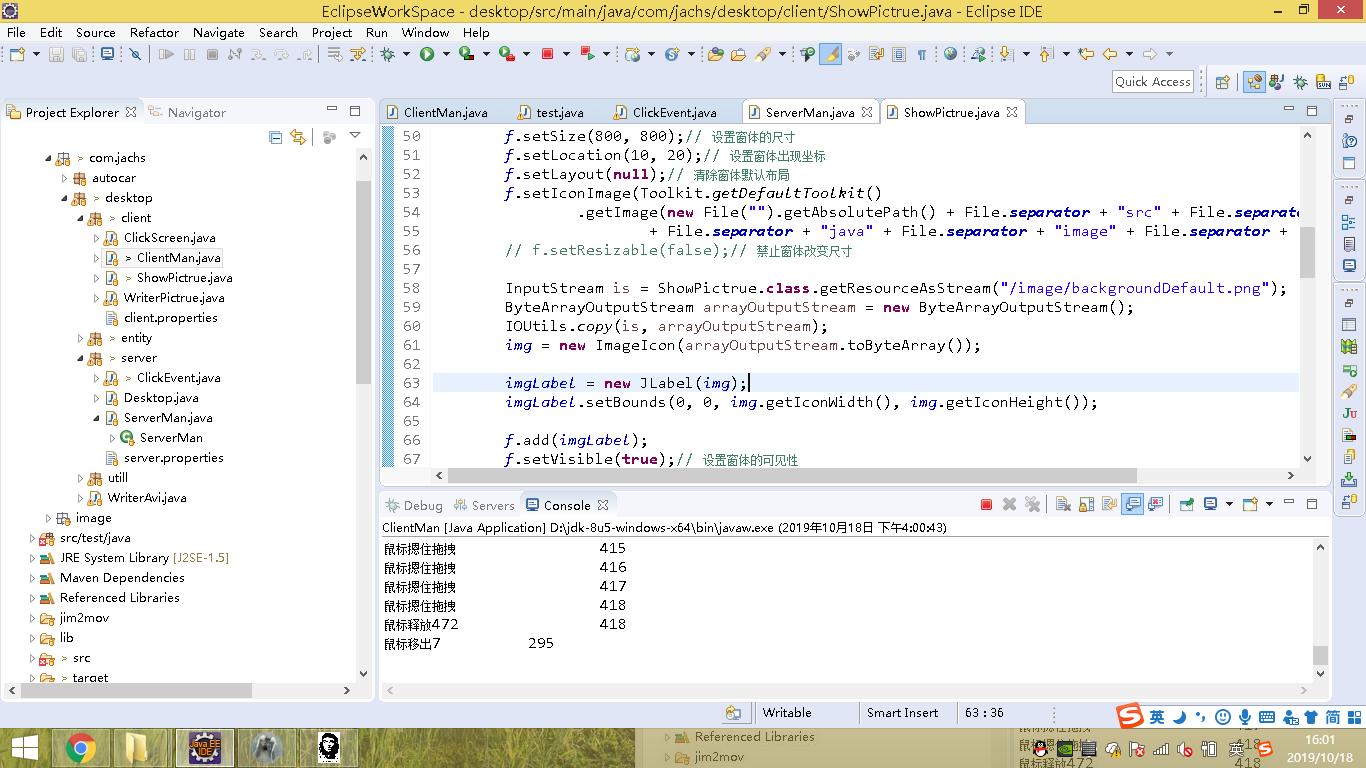 EclipseWorkSpace - desktop/src/main/java/com/jachs/desktop/client/ShowPictrue.java - Eclipse IDE
File Edit Source Refactor Navigate Search Project Run Window Help
Quick Access
Project Explorer Navigator
> com.jachs
autocar
> desktop
> client
ClickScreen.java
> ClientMan.java
> ShowPictrue.java
WriterPictrue.java
client.properties
> entity
> server
> ClickEvent.java
Desktop.java
ServerMan.java
ServerMan
server.properties
utill
WriterAvi.java
image
src/test/java
JRE System Library [J2SE-1.5]
Maven Dependencies
Referenced Libraries
jim2mov
lib
> src
> target
ClientMan.java test.java ClickEvent.java ServerMan.java ShowPictrue.java
50 f.setSize(800, 800);// 设置窗体的尺寸
51 f.setLocation(10, 20);// 设置窗体出现坐标
52 f.setLayout(null);// 清除窗体默认布局
53 f.setIconImage(Toolkit.getDefaultToolkit()
54 .getImage(new File("").getAbsolutePath() + File.separator + "src" + File.separato
55 + File.separator + "java" + File.separator + "image" + File.separator +
56 // f.setResizable(false);// 禁止窗体改变尺寸
57
58 InputStream is = ShowPictrue.class.getResourceAsStream("/image/backgroundDefault.png");
59 ByteArrayOutputStream arrayOutputStream = new ByteArrayOutputStream();
60 IOUtils.copy(is, arrayOutputStream);
61 img = new ImageIcon(arrayOutputStream.toByteArray());
62
63 imgLabel = new JLabel(img);
64 imgLabel.setBounds(0, 0, img.getIconWidth(), img.getIconHeight());
65
66 f.add(imgLabel);
67 f.setVisible(true);// 设置窗体的可见性
Debug Servers Console
ClientMan [Java Application] D:\jdk-8u5-windows-x64\bin\javaw.exe (2019年10月18日 下午4:00:43)
鼠标摁住拖拽 415
鼠标摁住拖拽 416
鼠标摁住拖拽 417
鼠标摁住拖拽 418
鼠标释放472 418
鼠标移出7 295
Writable Smart Insert 63 : 36
英 简
Java EE
IDE
Referenced Libraries
jim2mov
英
16:01
2019/10/18